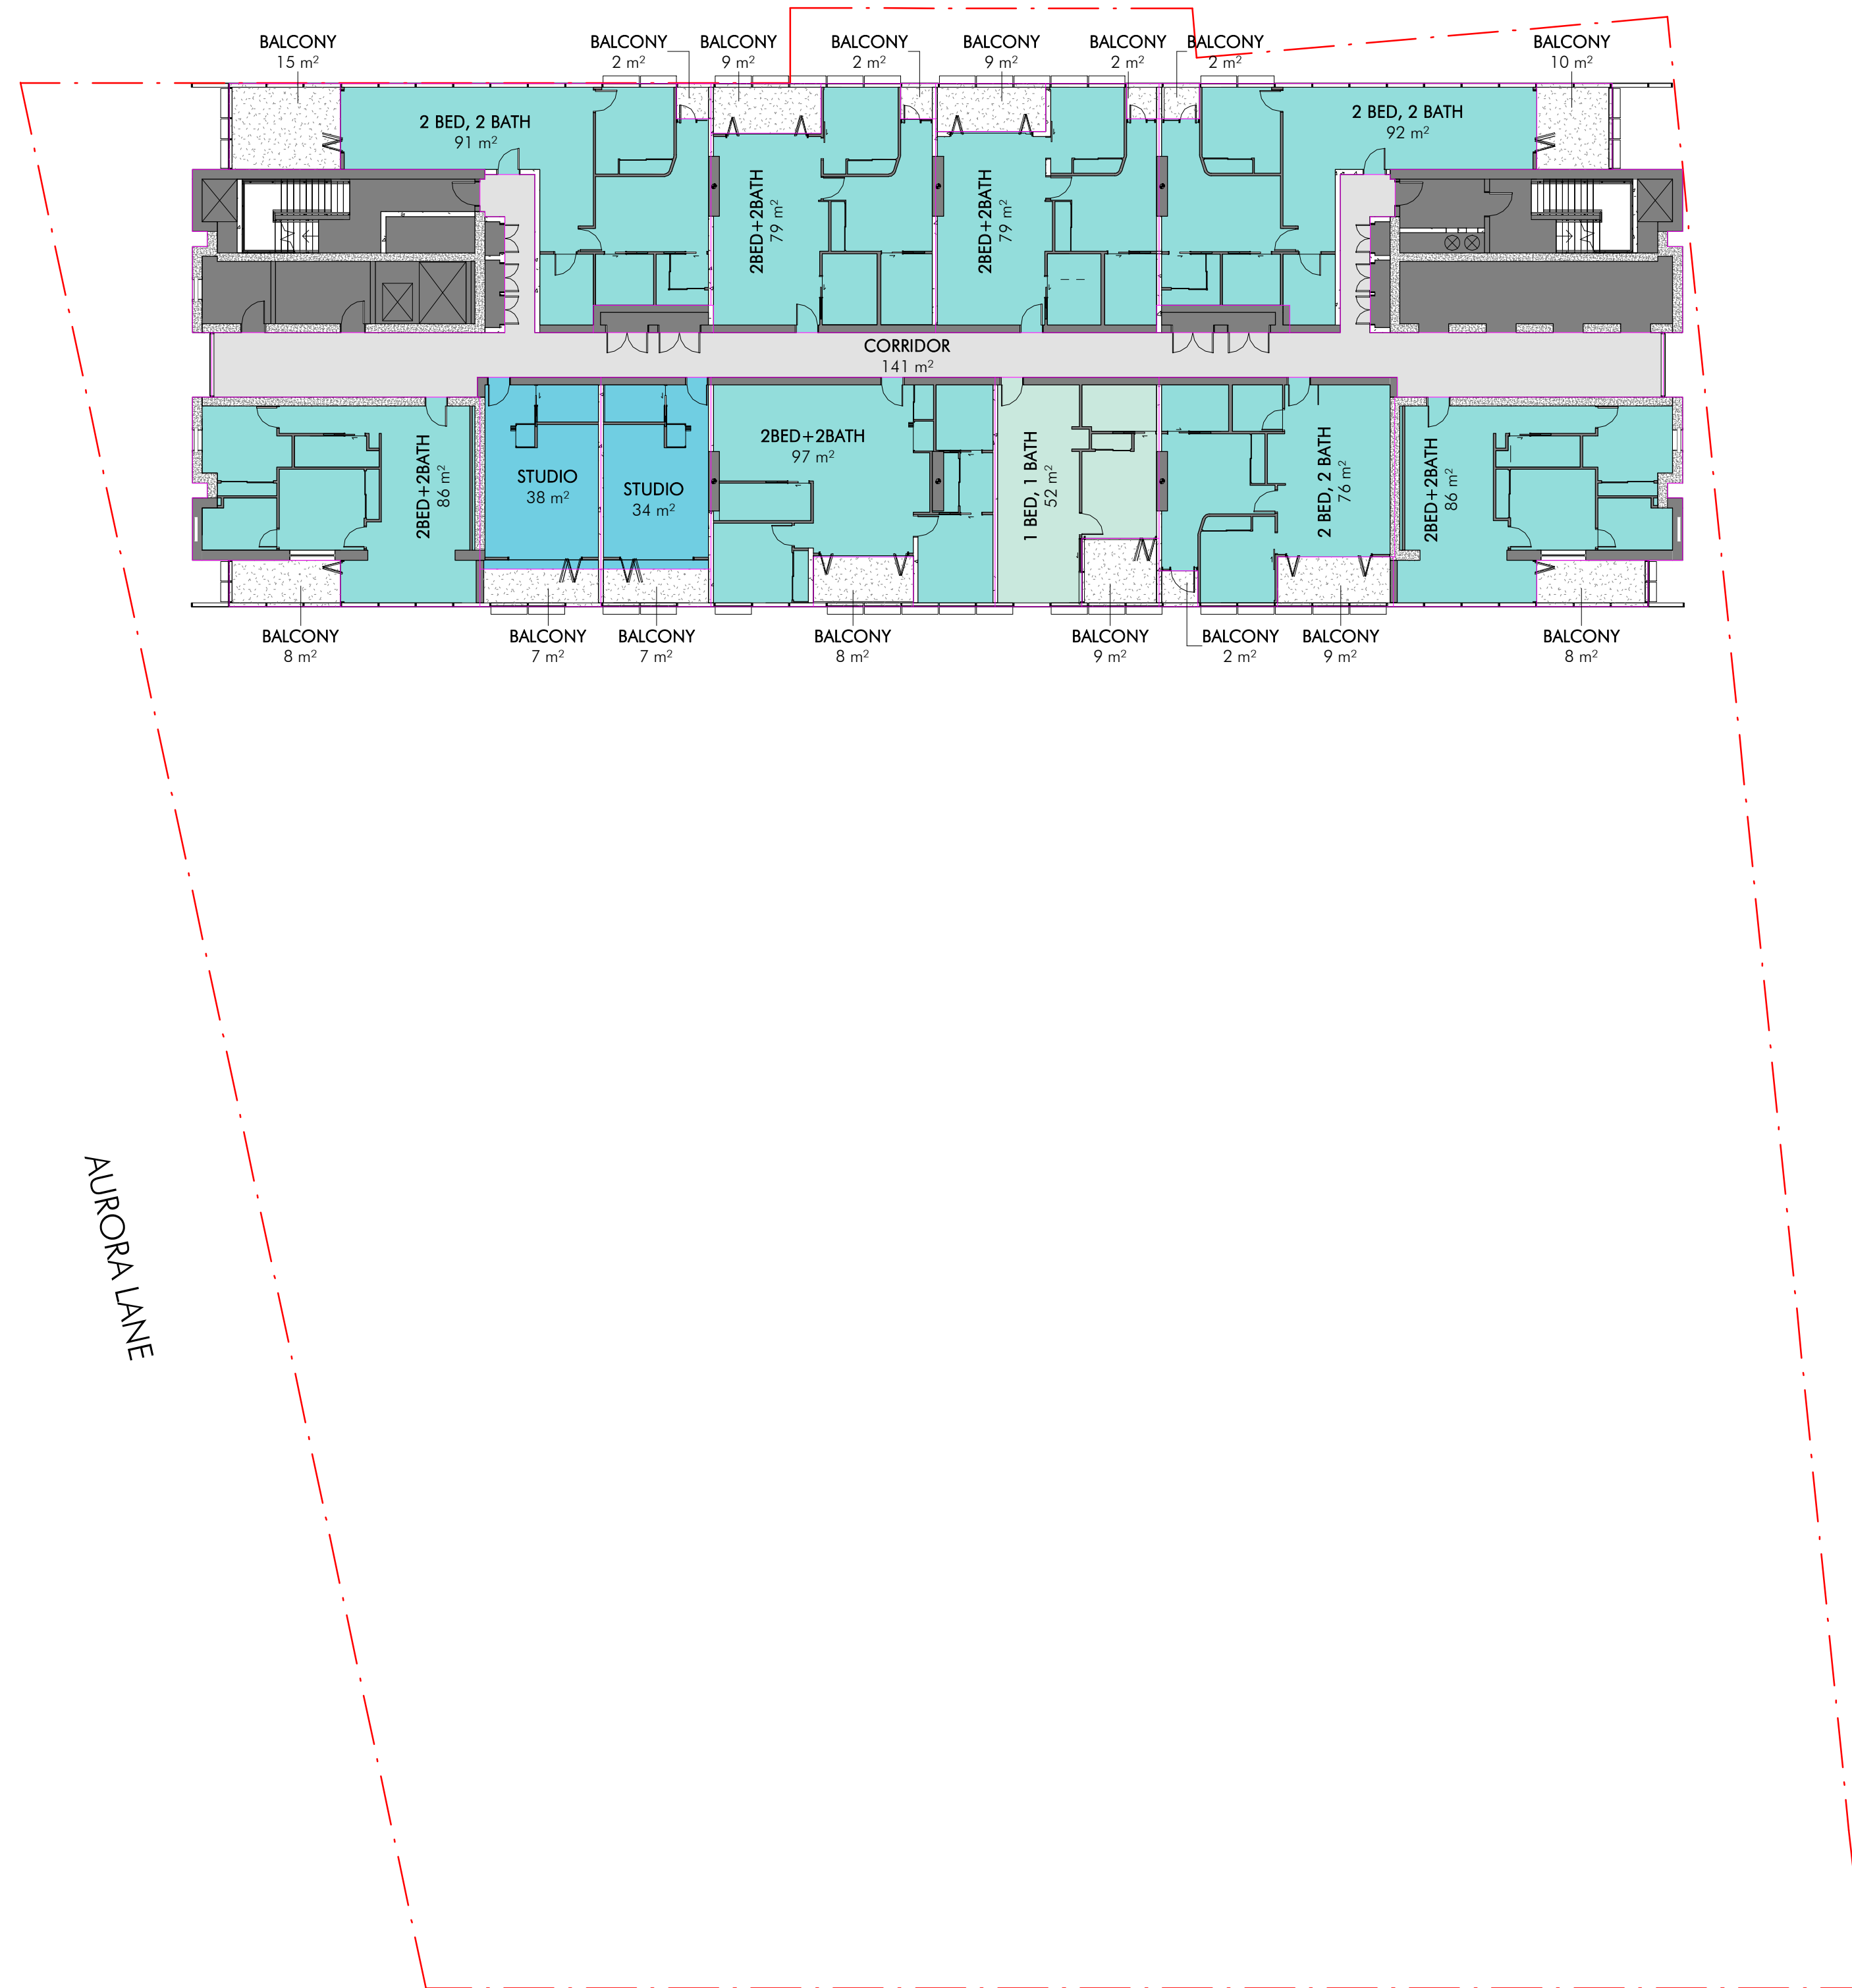 BALCONY
15 m²
BALCONY
2 m²
BALCONY
9 m²
BALCONY
2 m²
BALCONY
9 m²
BALCONY
2 m²
BALCONY
2 m²
BALCONY
10 m²
2 BED, 2 BATH
91 m²
2BED+2BATH
79 m²
2BED+2BATH
79 m²
2 BED, 2 BATH
92 m²
CORRIDOR
141 m²
2BED+2BATH
86 m²
STUDIO
38 m²
STUDIO
34 m²
2BED+2BATH
97 m²
1 BED, 1 BATH
52 m²
2 BED, 2 BATH
76 m²
2BED+2BATH
86 m²
BALCONY
8 m²
BALCONY
7 m²
BALCONY
7 m²
BALCONY
8 m²
BALCONY
9 m²
BALCONY
2 m²
BALCONY
9 m²
BALCONY
8 m²
AURORA LANE